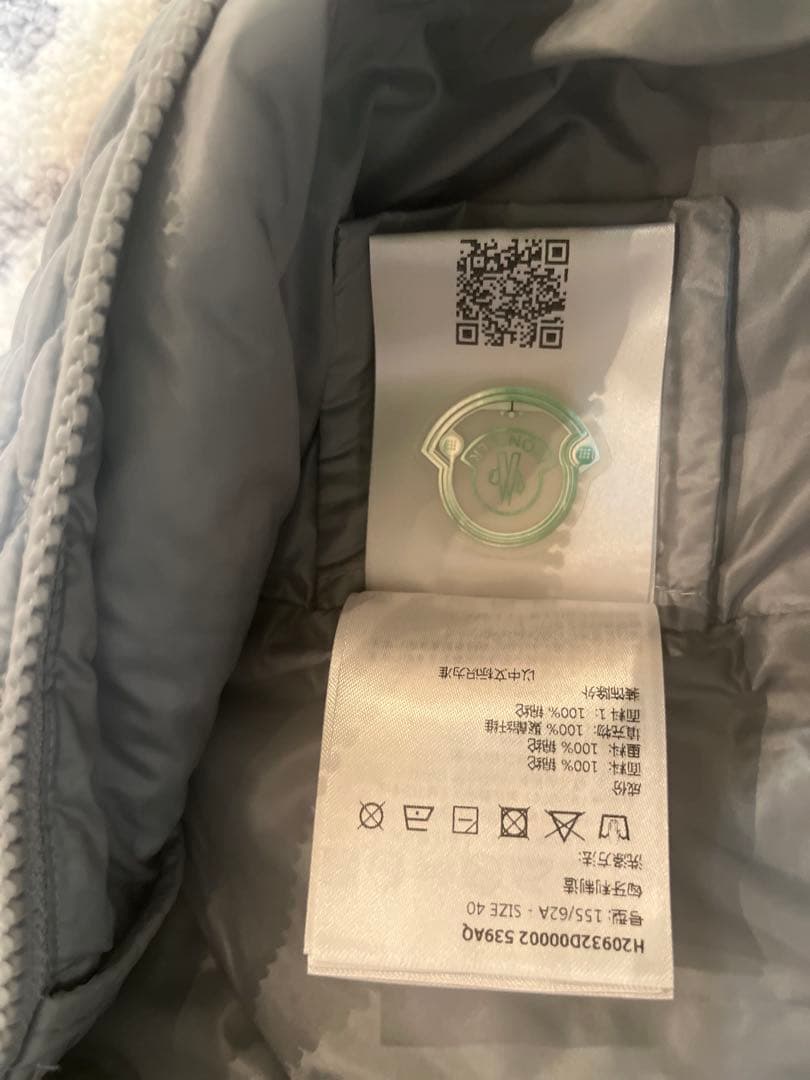 MONCLER
H20932D00002 539AQ
号型: 155/62A - SIZE 40
匈牙利制造
洗涤方法:
成份
面料: 100% 锦纶
里料: 100% 锦纶
填充物: 100% 聚酯纤维
面料 1: 100% 锦纶
装饰除外
以中文标识为准